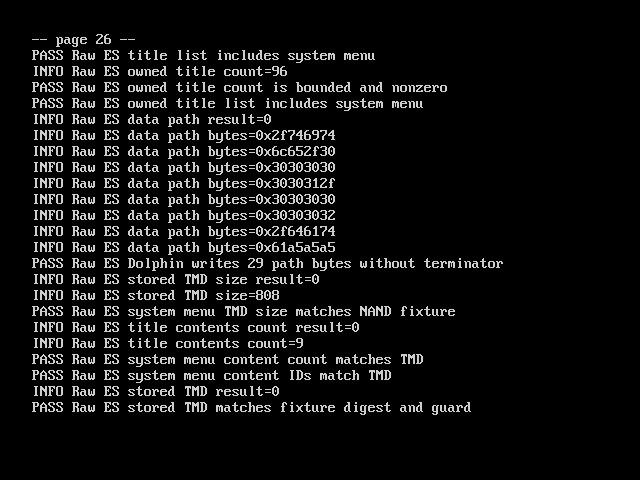 -- page 26 --
PASS Raw ES title list includes system menu
INFO Raw ES owned title count=96
PASS Raw ES owned title count is bounded and nonzero
PASS Raw ES owned title list includes system menu
INFO Raw ES data path result=0
INFO Raw ES data path bytes=0x2f746974
INFO Raw ES data path bytes=0x6c652f30
INFO Raw ES data path bytes=0x30303030
INFO Raw ES data path bytes=0x3030312f
INFO Raw ES data path bytes=0x30303030
INFO Raw ES data path bytes=0x30303032
INFO Raw ES data path bytes=0x2f646174
INFO Raw ES data path bytes=0x61a5a5a5
PASS Raw ES Dolphin writes 29 path bytes without terminator
INFO Raw ES stored TMD size result=0
INFO Raw ES stored TMD size=808
PASS Raw ES system menu TMD size matches NAND fixture
INFO Raw ES title contents count result=0
INFO Raw ES title contents count=9
PASS Raw ES system menu content count matches TMD
PASS Raw ES system menu content IDs match TMD
INFO Raw ES stored TMD result=0
PASS Raw ES stored TMD matches fixture digest and guard